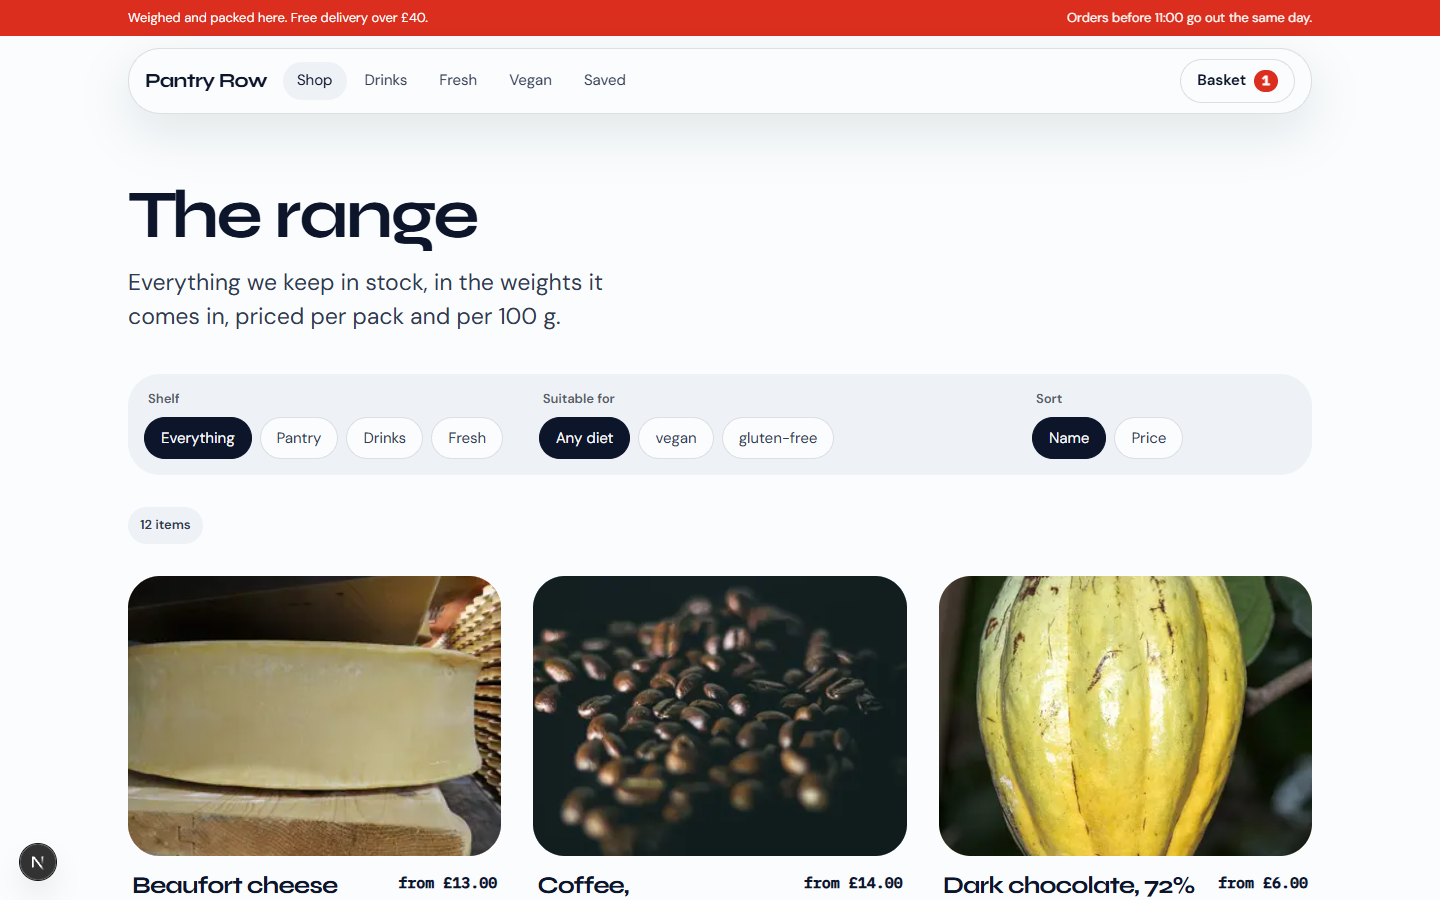 Weighed and packed here. Free delivery over £40.
Orders before 11:00 go out the same day.
Pantry Row
Shop
Drinks
Fresh
Vegan
Saved
Basket 1
The range
Everything we keep in stock, in the weights it
comes in, priced per pack and per 100 g.
Shelf
Everything
Pantry
Drinks
Fresh
Suitable for
Any diet
vegan
gluten-free
Sort
Name
Price
12 items
Beaufort cheese
from £13.00
Coffee,
from £14.00
Dark chocolate, 72%
from £6.00
N